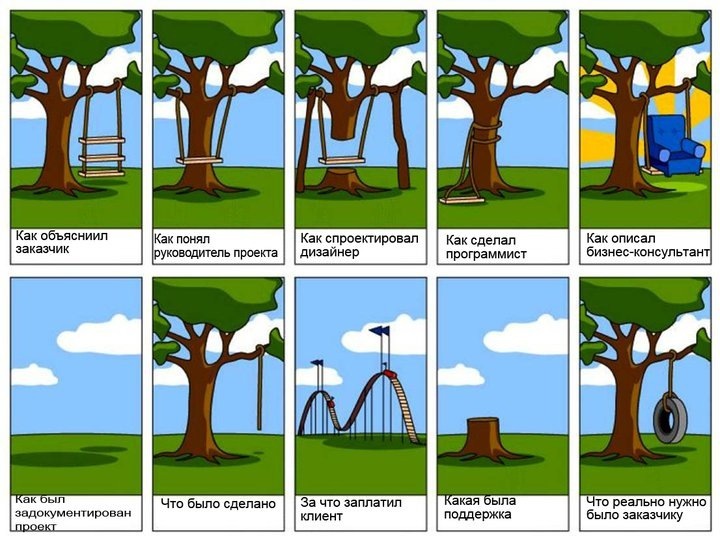 Как объясниил
заказчик
Как понял
руководитель проекта
Как спроектировал
дизайнер
Как сделал
программист
Как описал
бизнес-консультант
Как был
задокументирован
проект
Что было сделано
За что заплатил
клиент
Какая была
поддержка
Что реально нужно
было заказчику